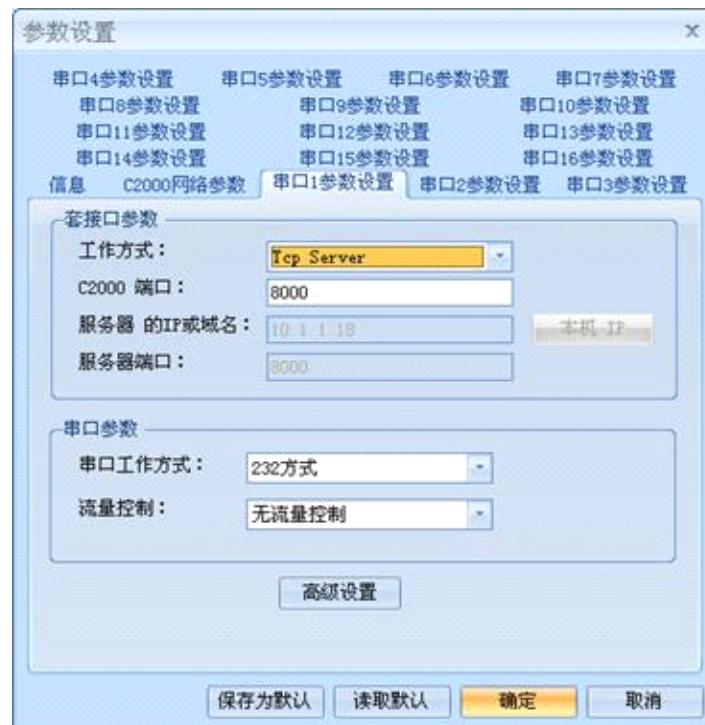 参数设置
串口4参数设置 串口5参数设置 串口6参数设置 串口7参数设置
串口8参数设置 串口9参数设置 串口10参数设置
串口11参数设置 串口12参数设置 串口13参数设置
串口14参数设置 串口15参数设置 串口16参数设置
信息 C2000网络参数 串口1参数设置 串口2参数设置 串口3参数设置
套接口参数
工作方式： Tcp Server
C2000 端口： 8000
服务器 的IP或域名： 10.1.1.18 本机 IP
服务器端口： 8000
串口参数
串口工作方式： 232方式
流量控制： 无流量控制
高级设置
保存为默认 读取默认 确定 取消